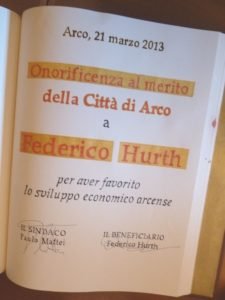 Arco, 21 marzo 2013
Onorificenza al merito
della Città di Arco
a
Federico Hurth
per aver favorito
lo sviluppo economico arcense
IL SINDACO
Paolo Mattei
IL BENEFICIARIO
Federico Hurth